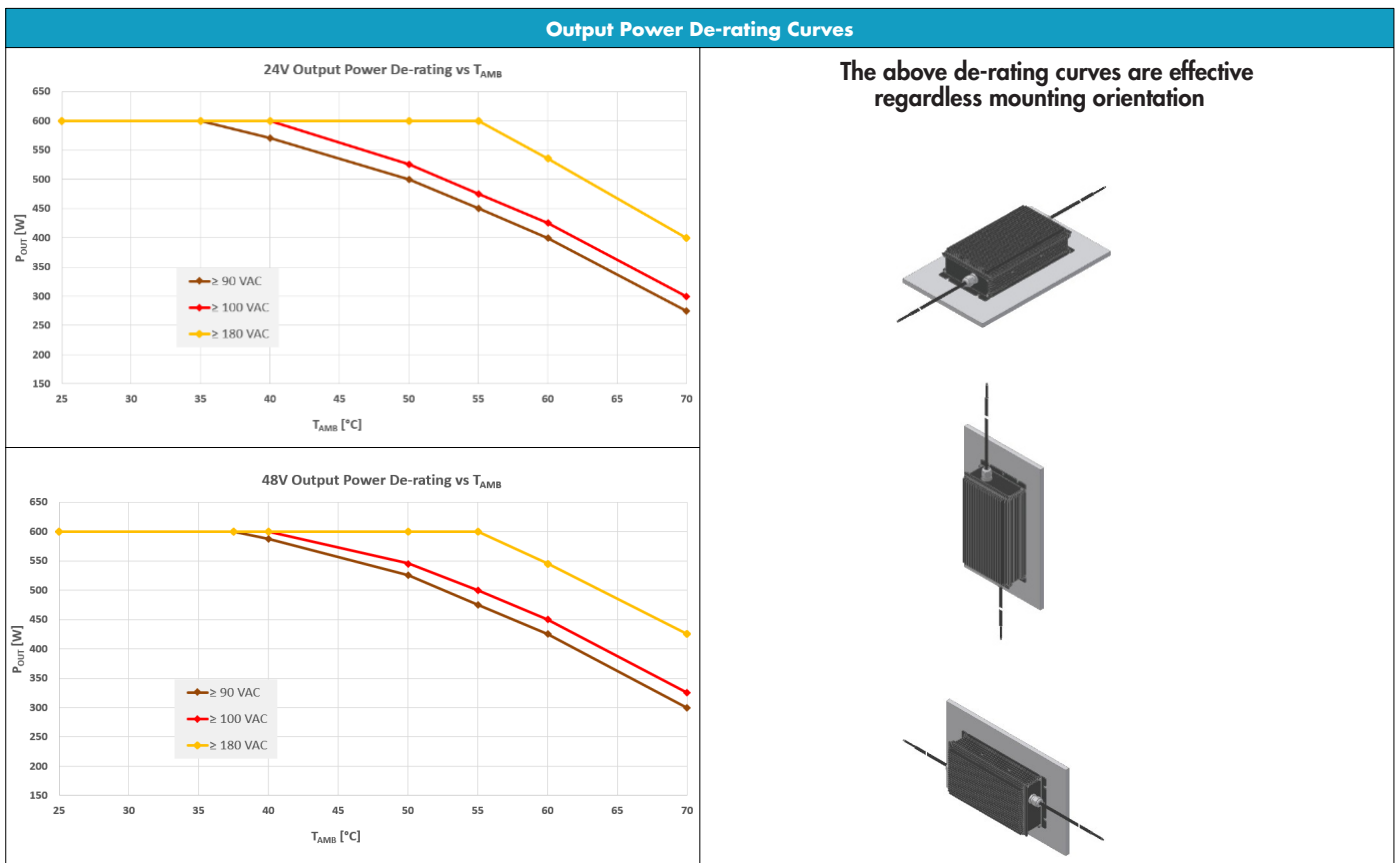 Output Power De-rating Curves
24V Output Power De-rating vs TAMB
650
600
550
500
450
400
350
300
250
200
150
POUT [W]
≥ 90 VAC
≥ 100 VAC
≥ 180 VAC
25 30 35 40 45 50 55 60 65 70
TAMB [°C]
48V Output Power De-rating vs TAMB
650
600
550
500
450
400
350
300
250
200
150
POUT [W]
≥ 90 VAC
≥ 100 VAC
≥ 180 VAC
25 30 35 40 45 50 55 60 65 70
TAMB [°C]
The above de-rating curves are effective
regardless mounting orientation